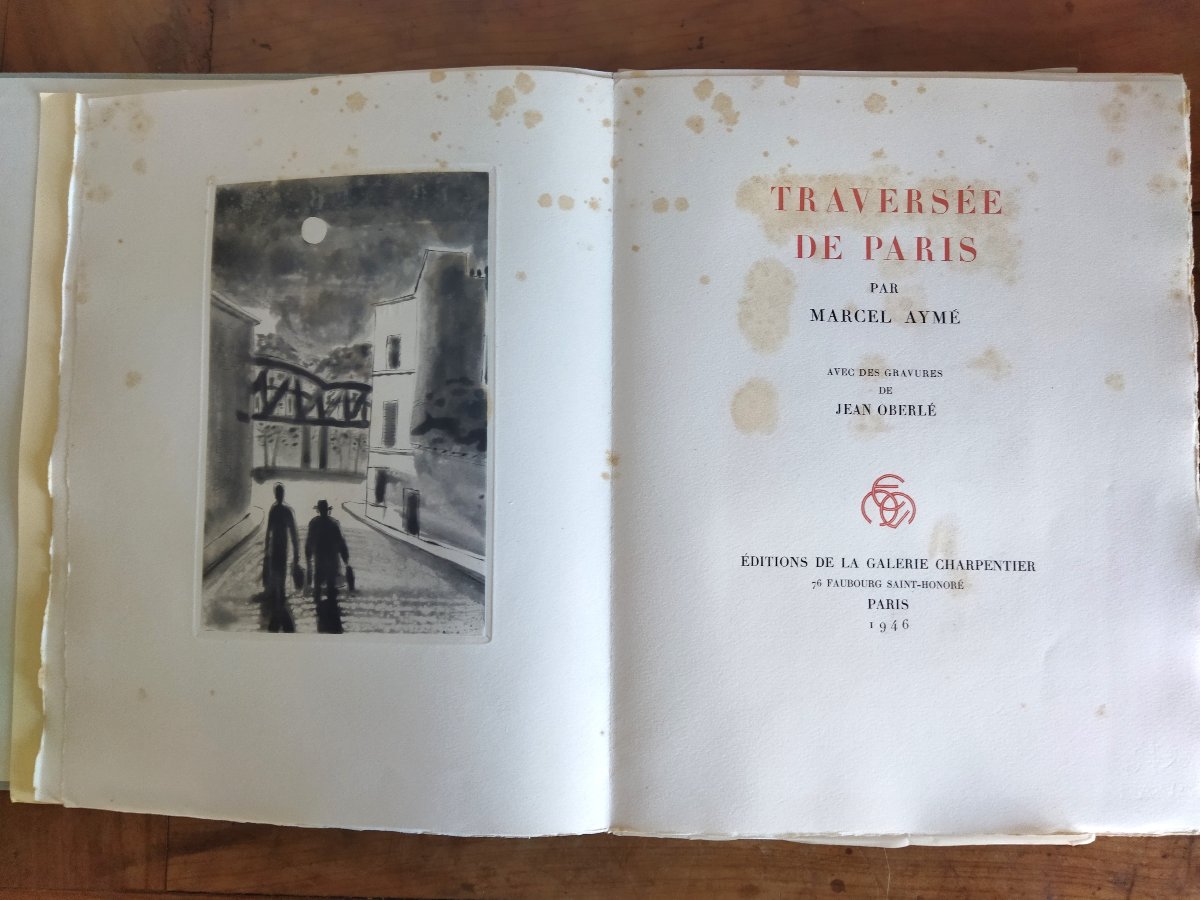 TRAVERSÉE
DE PARIS
PAR
MARCEL AYMÉ
AVEC DES GRAVURES
DE
JEAN OBERLÉ
ÉDITIONS DE LA GALERIE CHARPENTIER
76 FAUBOURG SAINT-HONORÉ
PARIS
1946